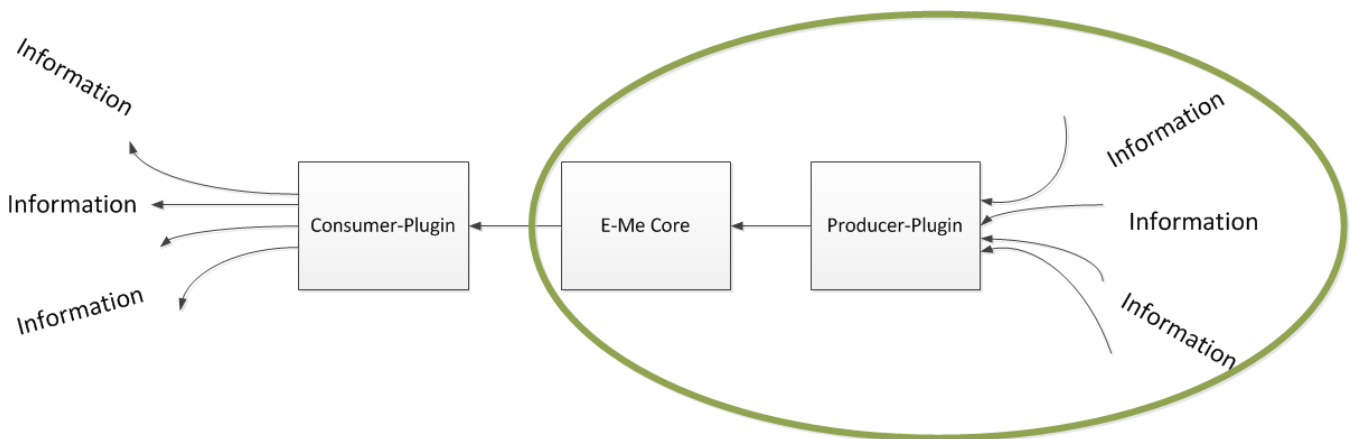 Information
Information
Information
Consumer-Plugin
E-Me Core
Producer-Plugin
Information
Information
Information